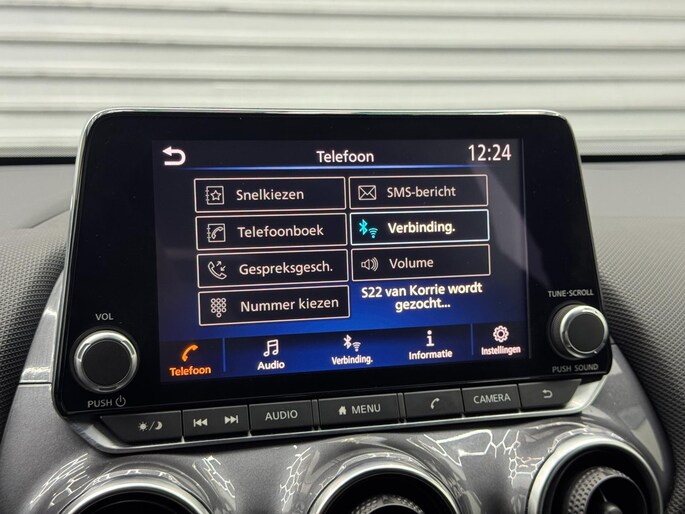 Telefoon
12:24
Snelkiezen
SMS-bericht
Telefoonboek
Verbinding.
Gespreksgesch.
Volume
Nummer kiezen
S22 van Korrie wordt
gezocht...
Telefoon
Audio
Verbinding.
Informatie
Instellingen
VOL
PUSH
TUNE-SCROLL
PUSH SOUND
AUDIO
MENU
CAMERA